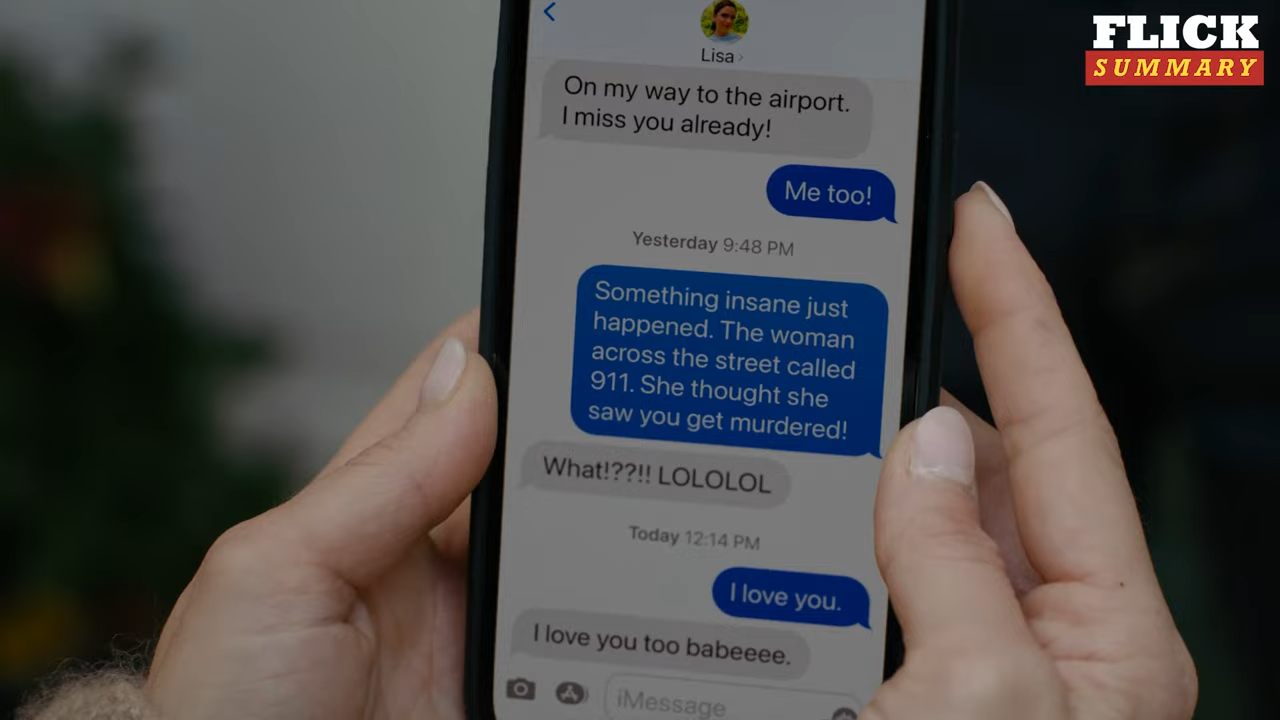 FLICK
SUMMARY
Lisa
On my way to the airport.
I miss you already!
Me too!
Yesterday 9:48 PM
Something insane just
happened. The woman
across the street called
911. She thought she
saw you get murdered!
What!??!! LOLOLOL
Today 12:14 PM
I love you.
I love you too babeeee.
iMessage